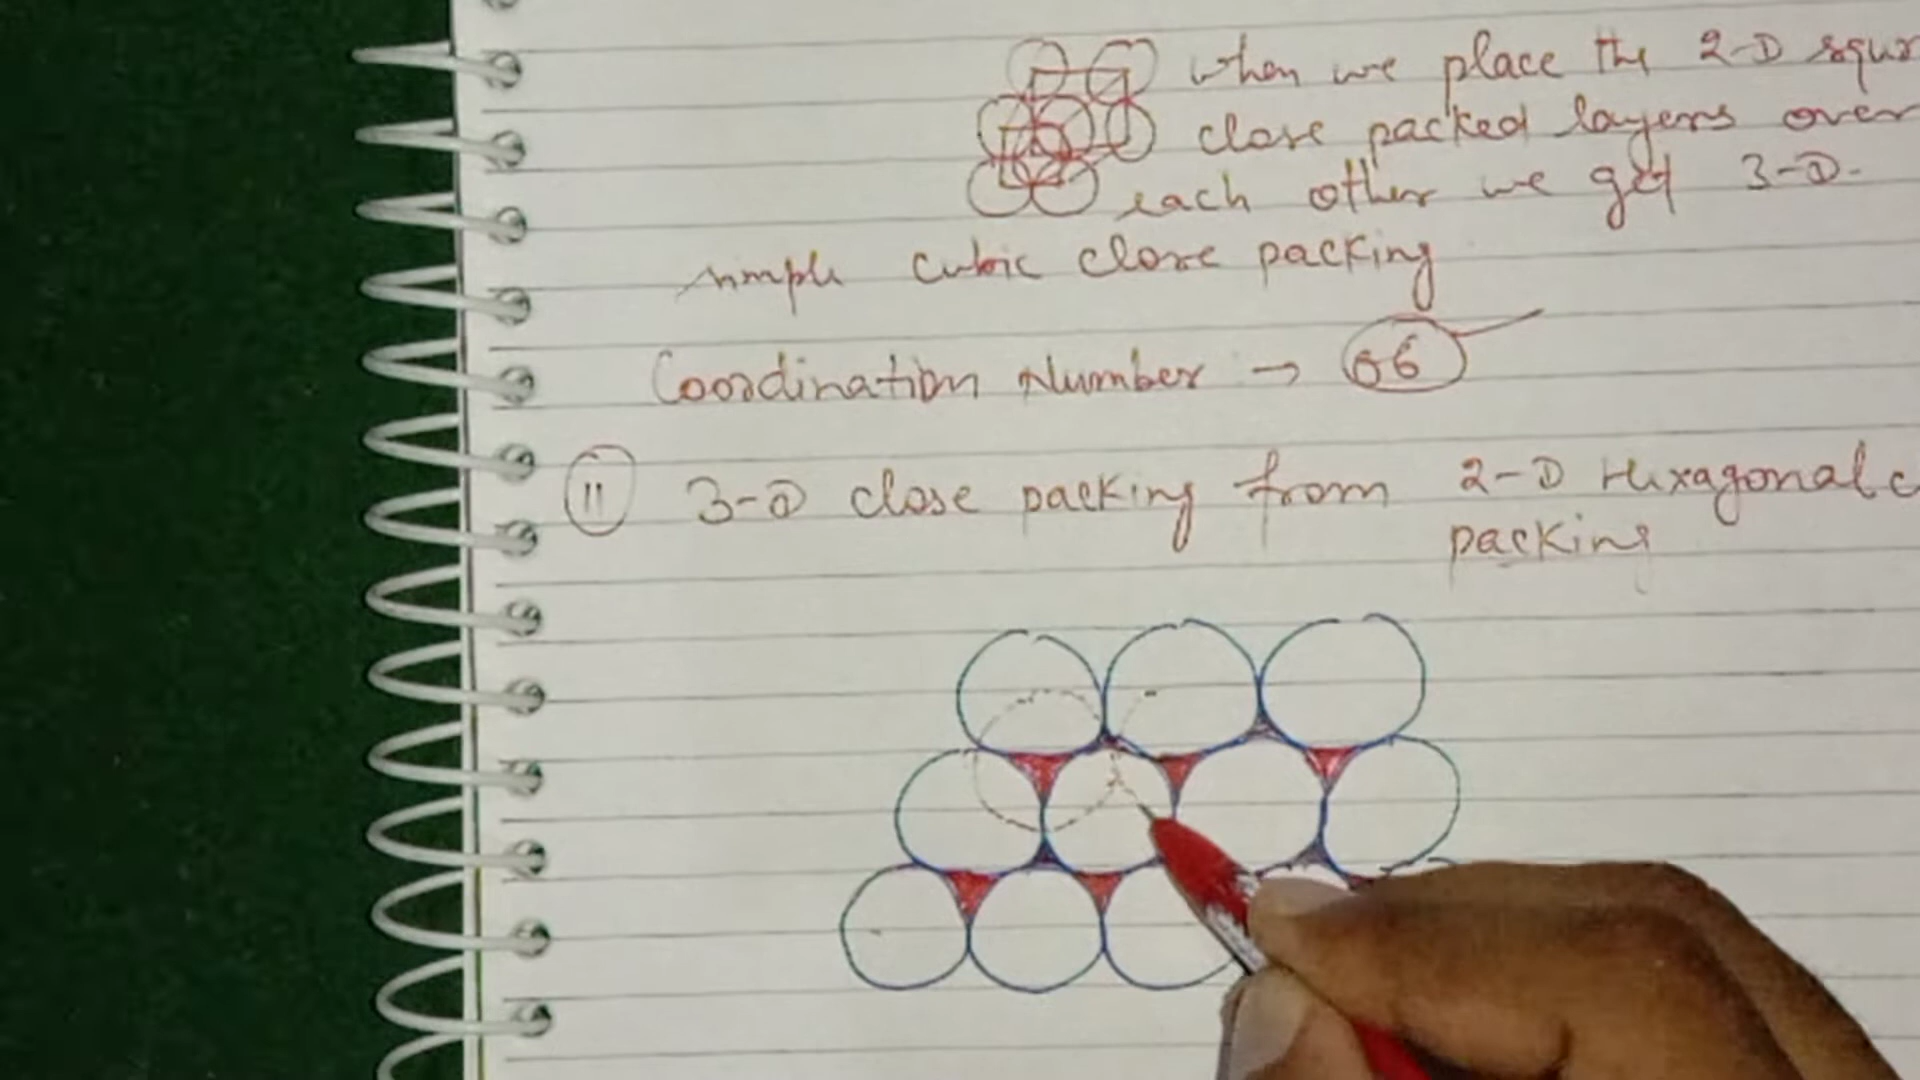 when we place the 2-D squr
close packed layers over
each other we get 3-D.
simple cubic close packing
Coordination Number → 06
ii 3-D close packing from 2-D Hexagonal c
packing